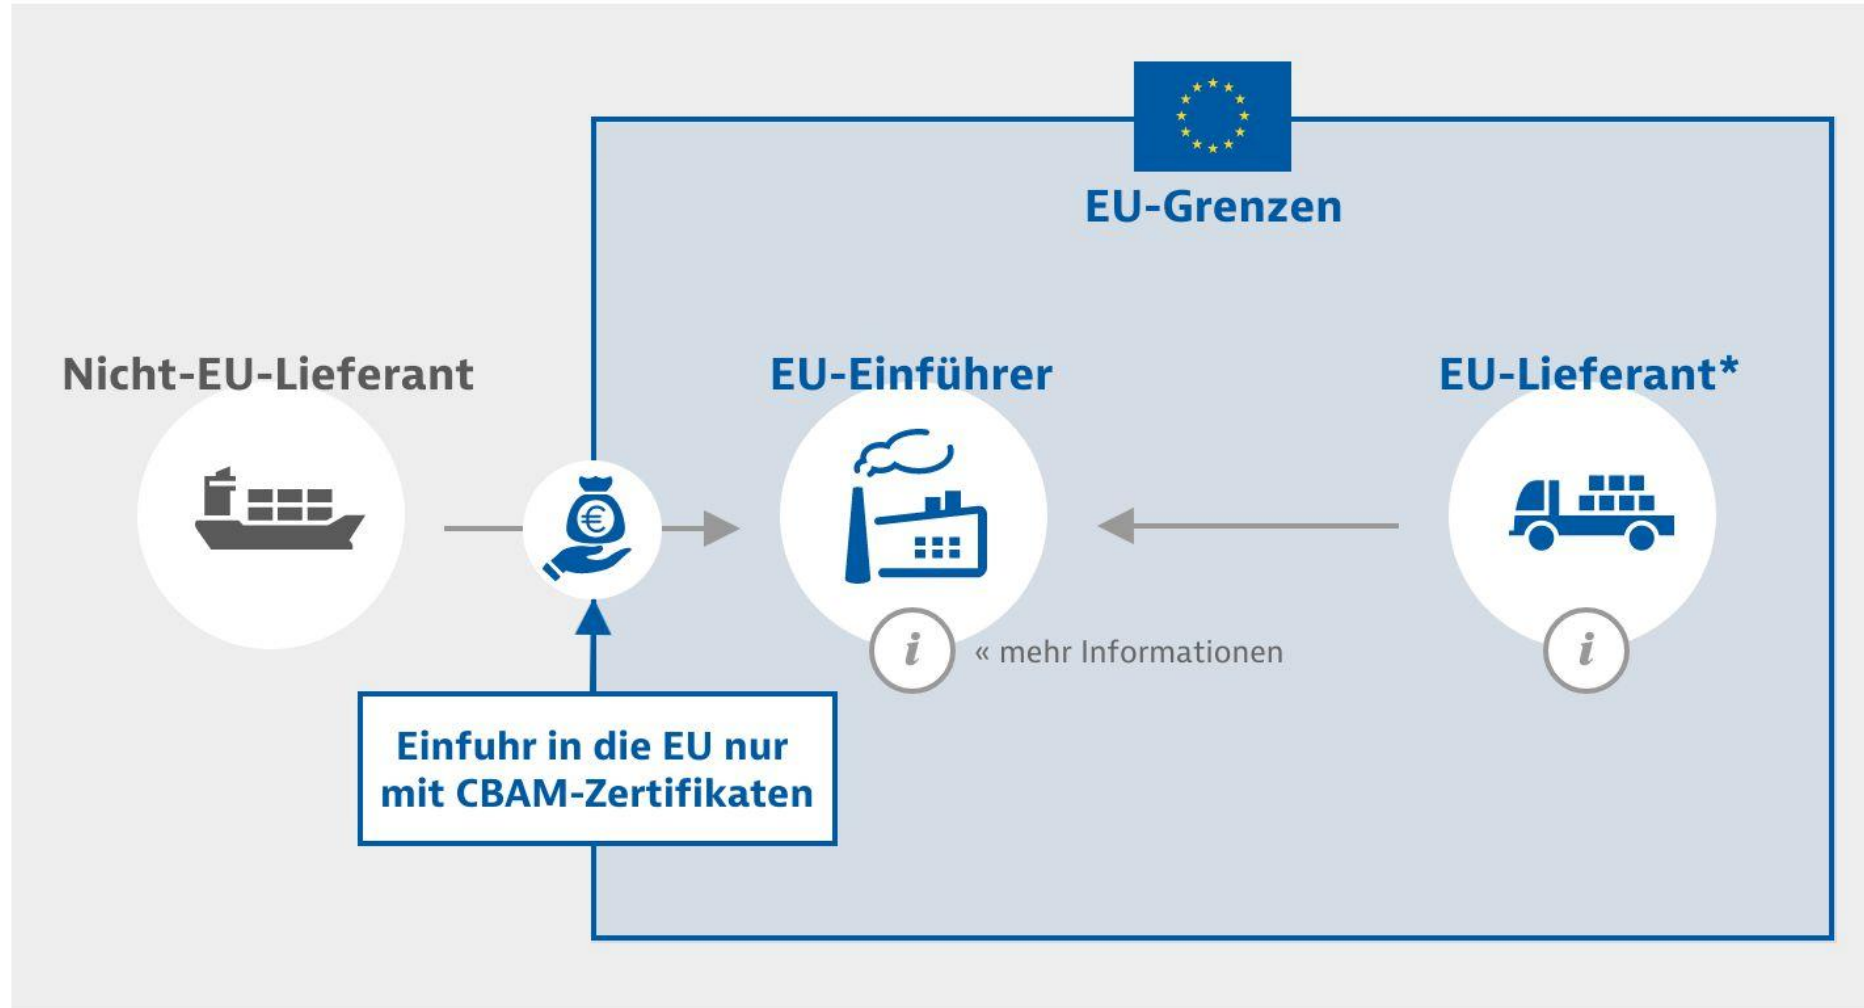 EU-Grenzen
Nicht-EU-Lieferant
EU-Einführer
EU-Lieferant*
€
i
« mehr Informationen
i
Einfuhr in die EU nur
mit CBAM-Zertifikaten